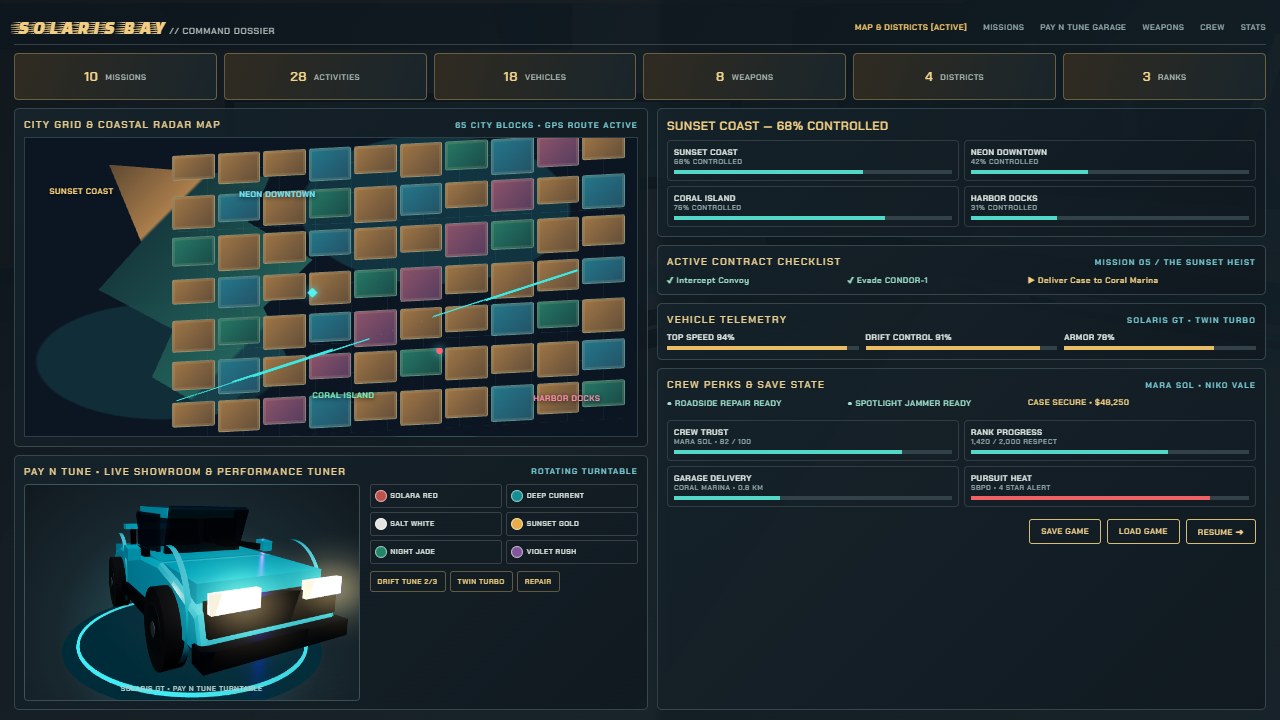 SOLARIS BAY // COMMAND DOSSIER
MAP & DISTRICTS [ACTIVE] MISSIONS PAY N TUNE GARAGE WEAPONS CREW STATS
10 MISSIONS
28 ACTIVITIES
18 VEHICLES
8 WEAPONS
4 DISTRICTS
3 RANKS
CITY GRID & COASTAL RADAR MAP
65 CITY BLOCKS • GPS ROUTE ACTIVE
SUNSET COAST
NEON DOWNTOWN
CORAL ISLAND
HARBOR DOCKS
PAY N TUNE • LIVE SHOWROOM & PERFORMANCE TUNER
ROTATING TURNTABLE
SOLARIS GT • PAY N TUNE TURNTABLE
SOLARA RED
DEEP CURRENT
SALT WHITE
SUNSET GOLD
NIGHT JADE
VIOLET RUSH
DRIFT TUNE 2/3
TWIN TURBO
REPAIR
SUNSET COAST — 68% CONTROLLED
SUNSET COAST
68% CONTROLLED
NEON DOWNTOWN
42% CONTROLLED
CORAL ISLAND
76% CONTROLLED
HARBOR DOCKS
31% CONTROLLED
ACTIVE CONTRACT CHECKLIST
MISSION 05 / THE SUNSET HEIST
✓ Intercept Convoy
✓ Evade CONDOR-1
▶ Deliver Case to Coral Marina
VEHICLE TELEMETRY
SOLARIS GT • TWIN TURBO
TOP SPEED 94%
DRIFT CONTROL 91%
ARMOR 78%
CREW PERKS & SAVE STATE
MARA SOL • NIKO VALE
▪ ROADSIDE REPAIR READY
▪ SPOTLIGHT JAMMER READY
CASE SECURE • $49,250
CREW TRUST
MARA SOL • 82 / 100
RANK PROGRESS
1,420 / 2,000 RESPECT
GARAGE DELIVERY
CORAL MARINA • 0.8 KM
PURSUIT HEAT
SBPD • 4 STAR ALERT
SAVE GAME
LOAD GAME
RESUME ➔